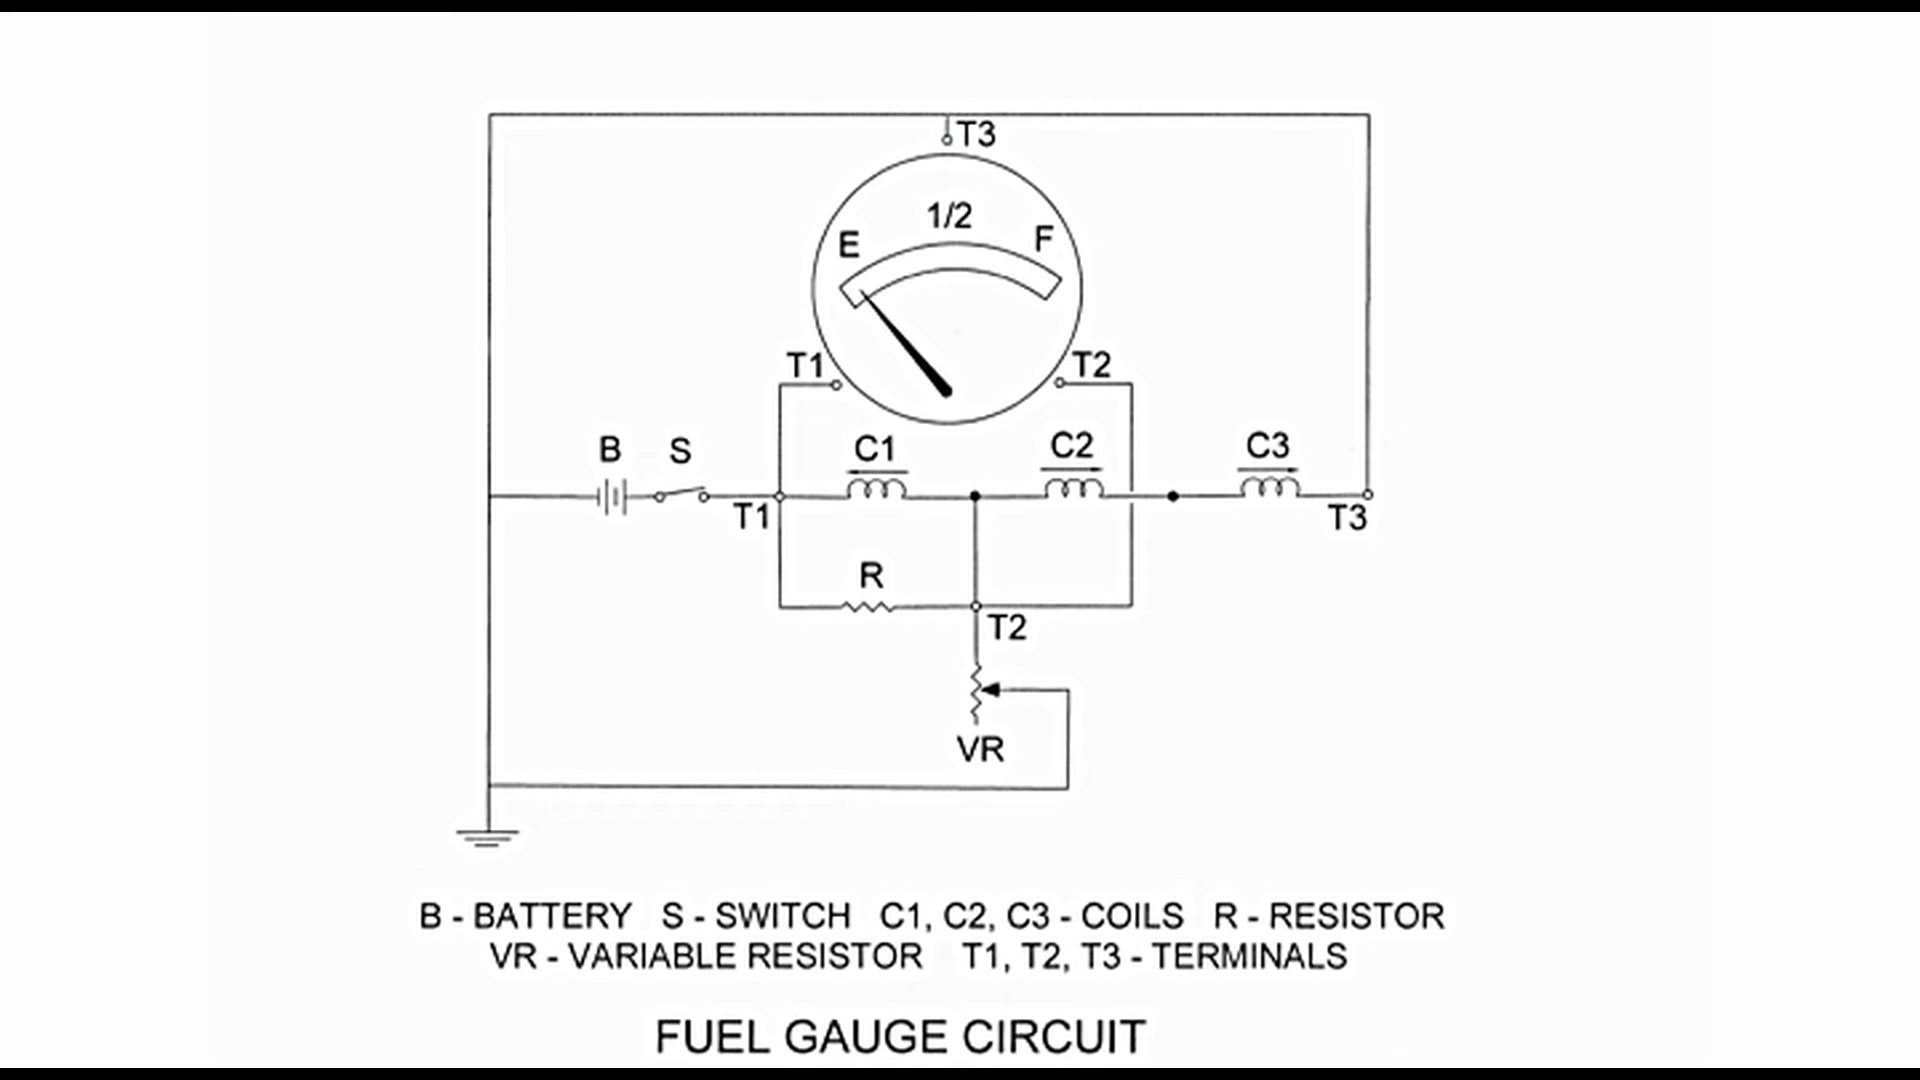 T3
1/2
E
F
T1
T2
B
S
C1
C2
C3
T1
T3
R
T2
VR
B - BATTERY S - SWITCH C1, C2, C3 - COILS R - RESISTOR
VR - VARIABLE RESISTOR T1, T2, T3 - TERMINALS
FUEL GAUGE CIRCUIT